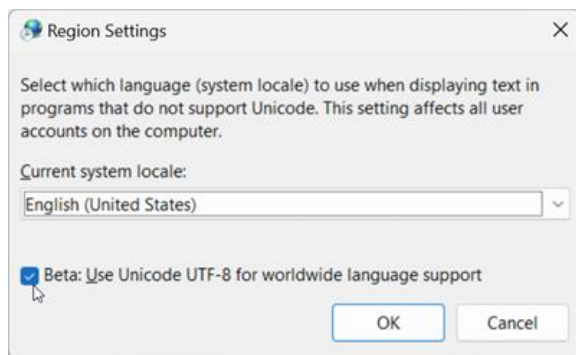 Region Settings
Select which language (system locale) to use when displaying text in
programs that do not support Unicode. This setting affects all user
accounts on the computer.
Current system locale:
English (United States)
Beta: Use Unicode UTF-8 for worldwide language support
OK Cancel